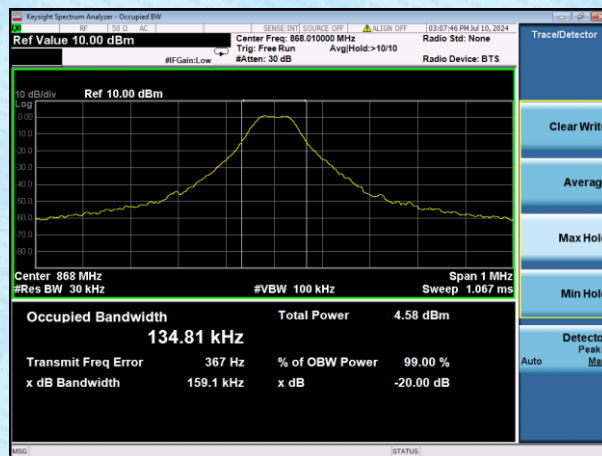 Keysight Spectrum Analyzer - Occupied BW
RF 50 Ω AC SENSE:INT SOURCE OFF ALIGN OFF 03:07:46 PM Jul 10, 2024
Ref Value 10.00 dBm Center Freq: 868.010000 MHz Radio Std: None
Trig: Free Run Avg|Hold:>10/10
#IFGain:Low #Atten: 30 dB Radio Device: BTS
Trace/Detector
10 dB/div Ref 10.00 dBm
Log
0.00
-10.0
-20.0
-30.0
-40.0
-50.0
-60.0
-70.0
-80.0
Center 868 MHz Span 1 MHz
#Res BW 30 kHz #VBW 100 kHz Sweep 1.067 ms
Occupied Bandwidth Total Power 4.58 dBm
134.81 kHz
Transmit Freq Error 367 Hz % of OBW Power 99.00 %
x dB Bandwidth 159.1 kHz x dB -20.00 dB
Clear Writ
Averag
Max Hol
Min Hol
Detecto
Peak
Auto Ma
MSG STATUS